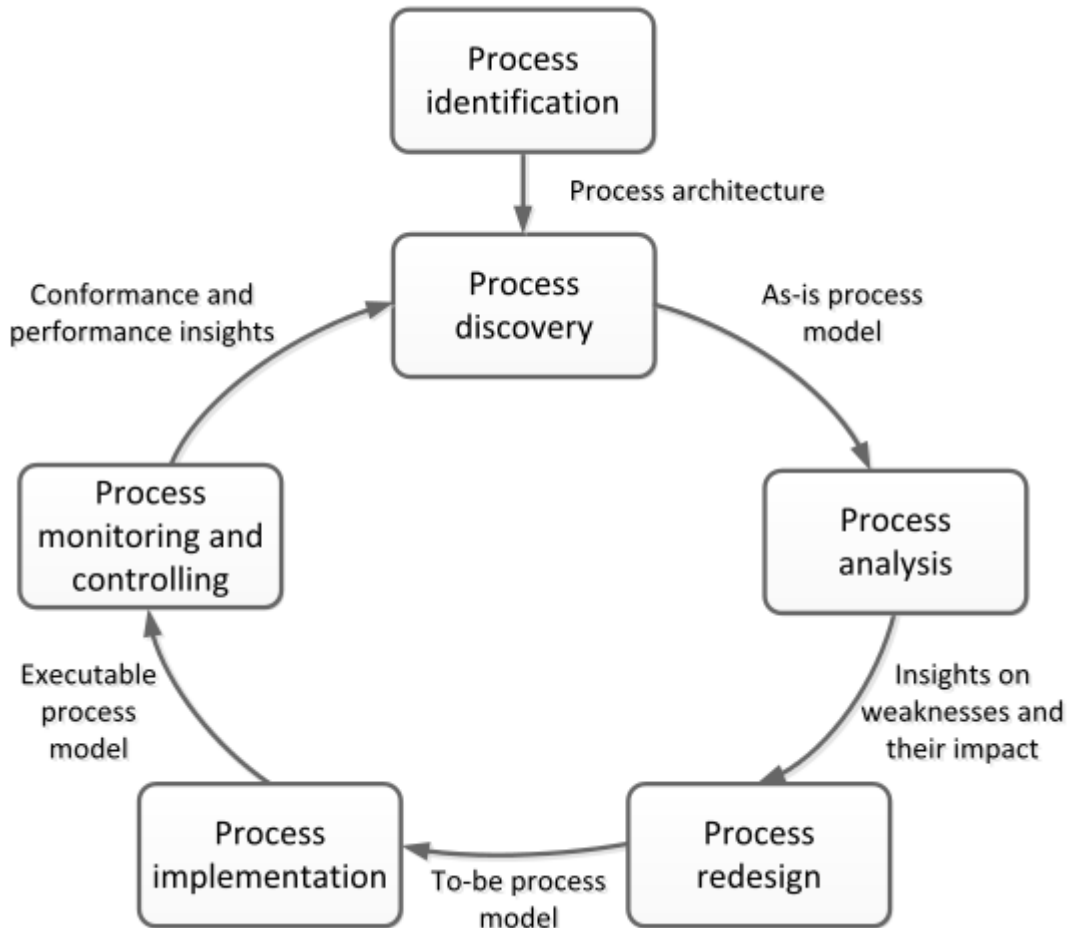 Process
identification
Process architecture
Process
discovery
As-is process
model
Process
analysis
Insights on
weaknesses and
their impact
Process
redesign
To-be process
model
Process
implementation
Executable
process
model
Process
monitoring and
controlling
Conformance and
performance insights